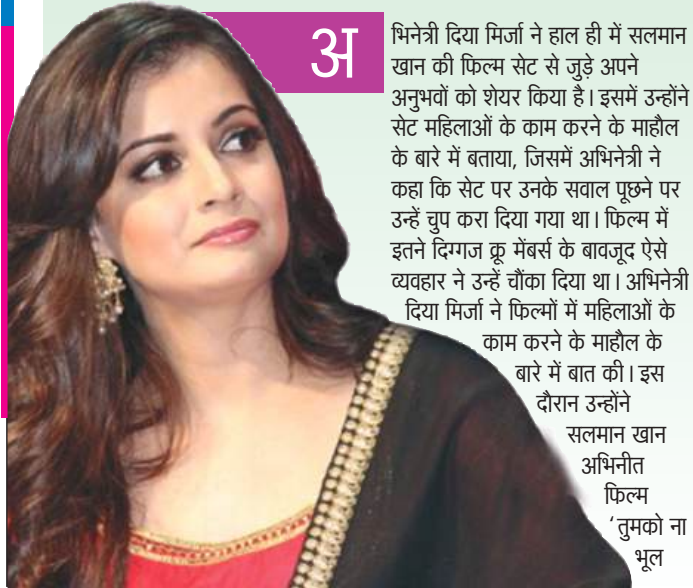 अ
भिनेत्री दिया मिर्जा ने हाल ही में सलमान
खान की फिल्म सेट से जुड़े अपने
अनुभवों को शेयर किया है। इसमें उन्होंने
सेट महिलाओं के काम करने के माहौल
के बारे में बताया, जिसमें अभिनेत्री ने
कहा कि सेट पर उनके सवाल पूछने पर
उन्हें चुप करा दिया गया था। फिल्म में
इतने दिग्गज क्रू मेंबर्स के बावजूद ऐसे
व्यवहार ने उन्हें चौंका दिया था। अभिनेत्री
दिया मिर्जा ने फिल्मों में महिलाओं के
काम करने के माहौल के
बारे में बात की। इस
दौरान उन्होंने
सलमान खान
अभिनीत
फिल्म
‘तुमको ना
भूल